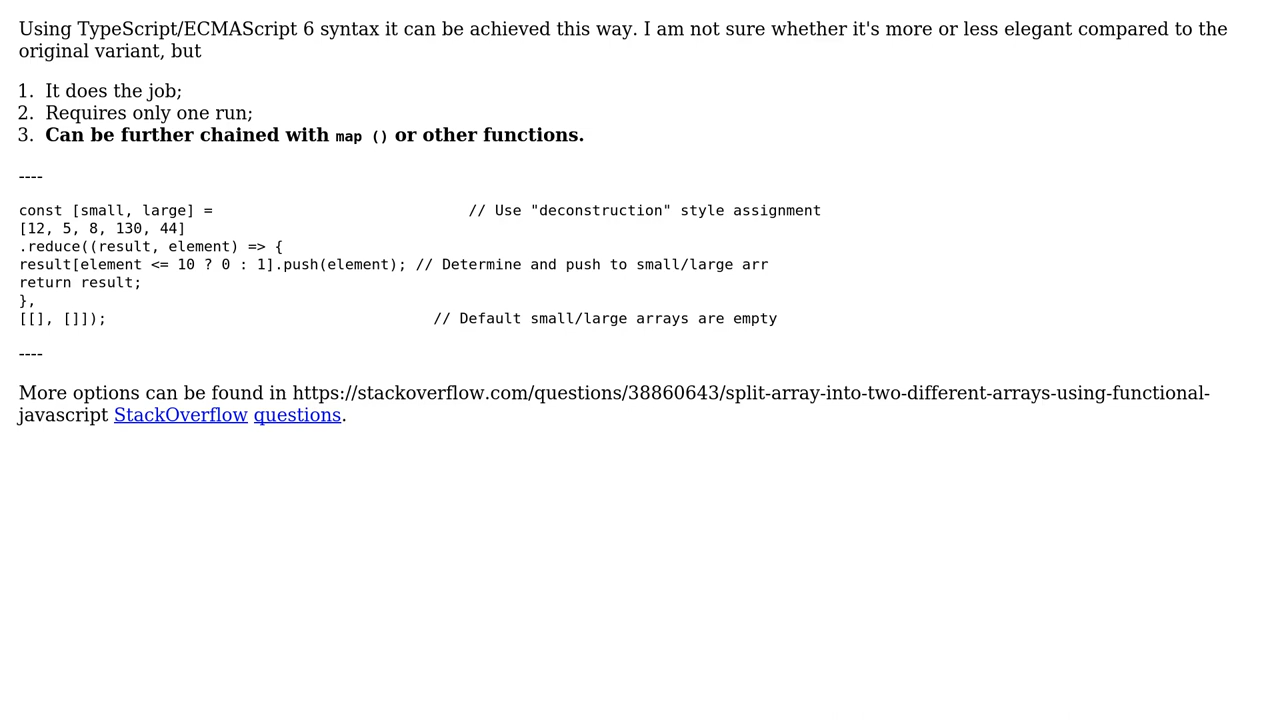 Using TypeScript/ECMAScript 6 syntax it can be achieved this way. I am not sure whether it's more or less elegant compared to the
original variant, but
1. It does the job;
2. Requires only one run;
3. Can be further chained with map () or other functions.
----
const [small, large] =                             // Use "deconstruction" style assignment
[12, 5, 8, 130, 44]
.reduce((result, element) => {
result[element <= 10 ? 0 : 1].push(element); // Determine and push to small/large arr
return result;
},
[[], []]);                                     // Default small/large arrays are empty
----
More options can be found in https://stackoverflow.com/questions/38860643/split-array-into-two-different-arrays-using-functional-
javascript StackOverflow questions.